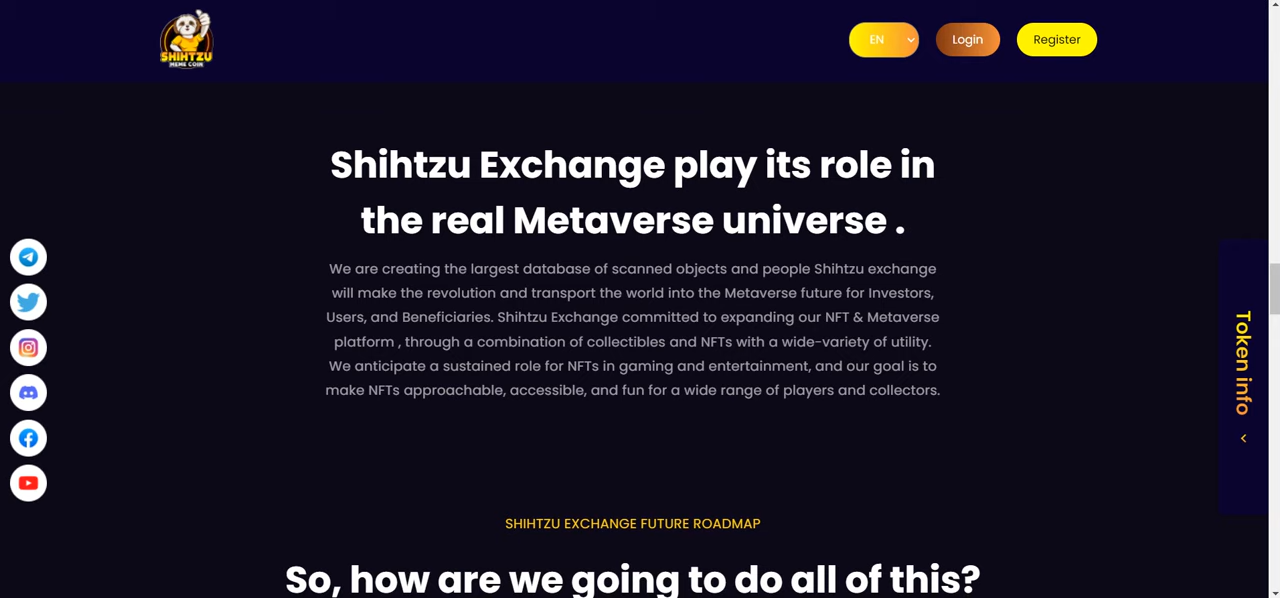 SHIHTZU
MEME COIN
EN
Login
Register
Shihtzu Exchange play its role in
the real Metaverse universe .
We are creating the largest database of scanned objects and people Shihtzu exchange
will make the revolution and transport the world into the Metaverse future for Investors,
Users, and Beneficiaries. Shihtzu Exchange committed to expanding our NFT & Metaverse
platform , through a combination of collectibles and NFTs with a wide-variety of utility.
We anticipate a sustained role for NFTs in gaming and entertainment, and our goal is to
make NFTs approachable, accessible, and fun for a wide range of players and collectors.
Token info
SHIHTZU EXCHANGE FUTURE ROADMAP
So, how are we going to do all of this?